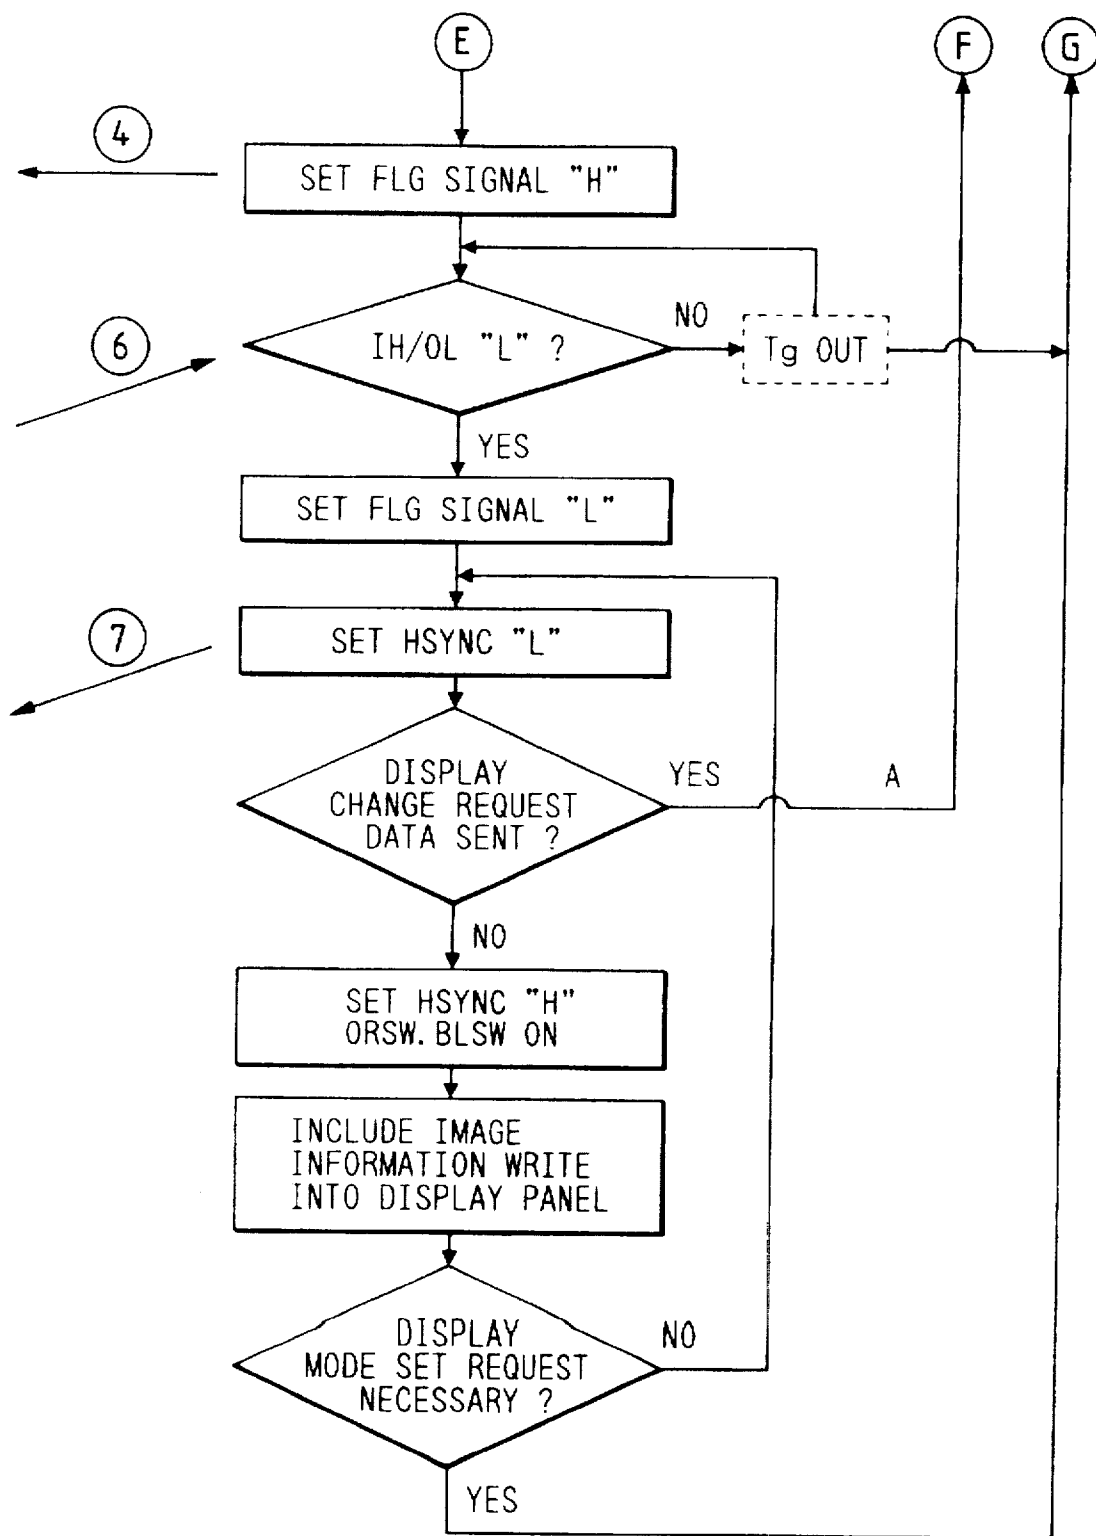 E
F
G
4
SET FLG SIGNAL "H"
NO
6
IH/OL "L" ?
Tg OUT
YES
SET FLG SIGNAL "L"
7
SET HSYNC "L"
DISPLAY
CHANGE REQUEST
DATA SENT ?
YES
A
NO
SET HSYNC "H"
ORSW. BLSW ON
INCLUDE IMAGE
INFORMATION WRITE
INTO DISPLAY PANEL
DISPLAY
MODE SET REQUEST
NECESSARY ?
NO
YES